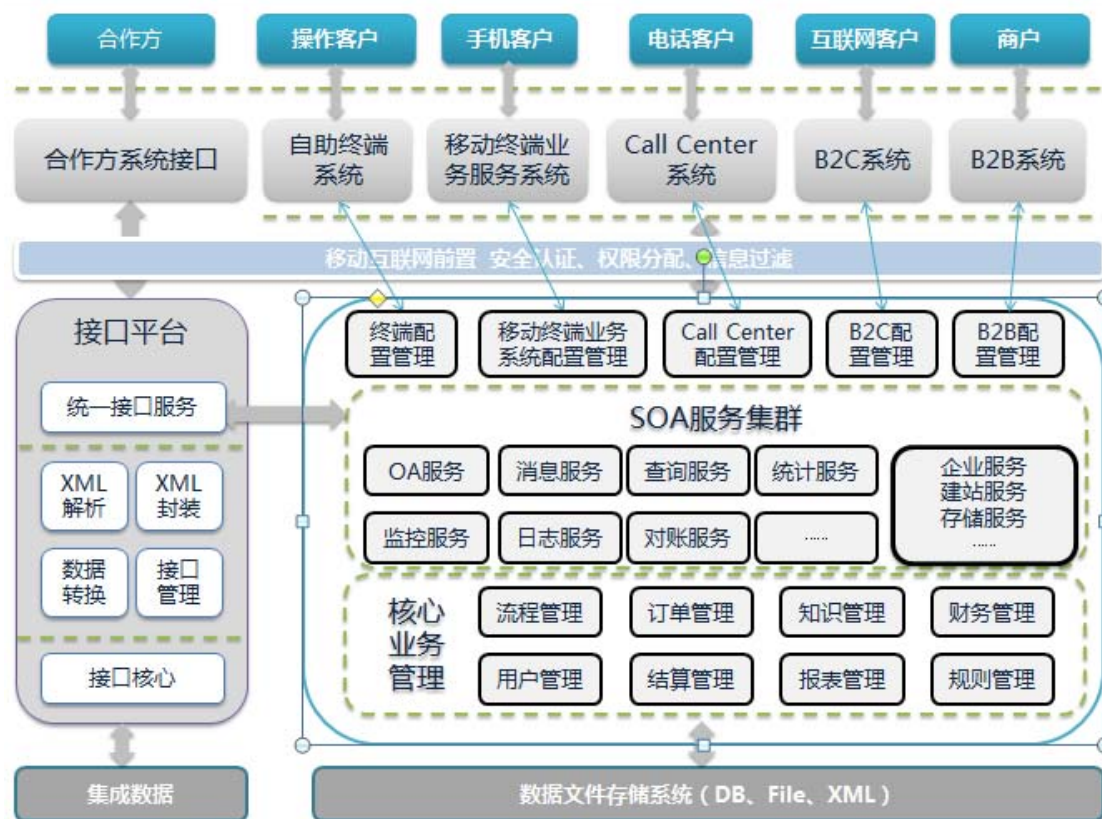 合作方
操作客户
手机客户
电话客户
互联网客户
商户
合作方系统接口
自助终端
系统
移动终端业
务服务系统
Call Center
系统
B2C系统
B2B系统
移动互联网前置 安全认证、权限分配、信息过滤
接口平台
统一接口服务
XML
解析
XML
封装
数据
转换
接口
管理
接口核心
终端配
置管理
移动终端业务
系统配置管理
Call Center
配置管理
B2C配
置管理
B2B配
置管理
SOA服务集群
OA服务
消息服务
查询服务
统计服务
监控服务
日志服务
对账服务
......
企业服务
建站服务
存储服务
......
核心
业务
管理
流程管理
订单管理
知识管理
财务管理
用户管理
结算管理
报表管理
规则管理
集成数据
数据文件存储系统（DB、File、XML）